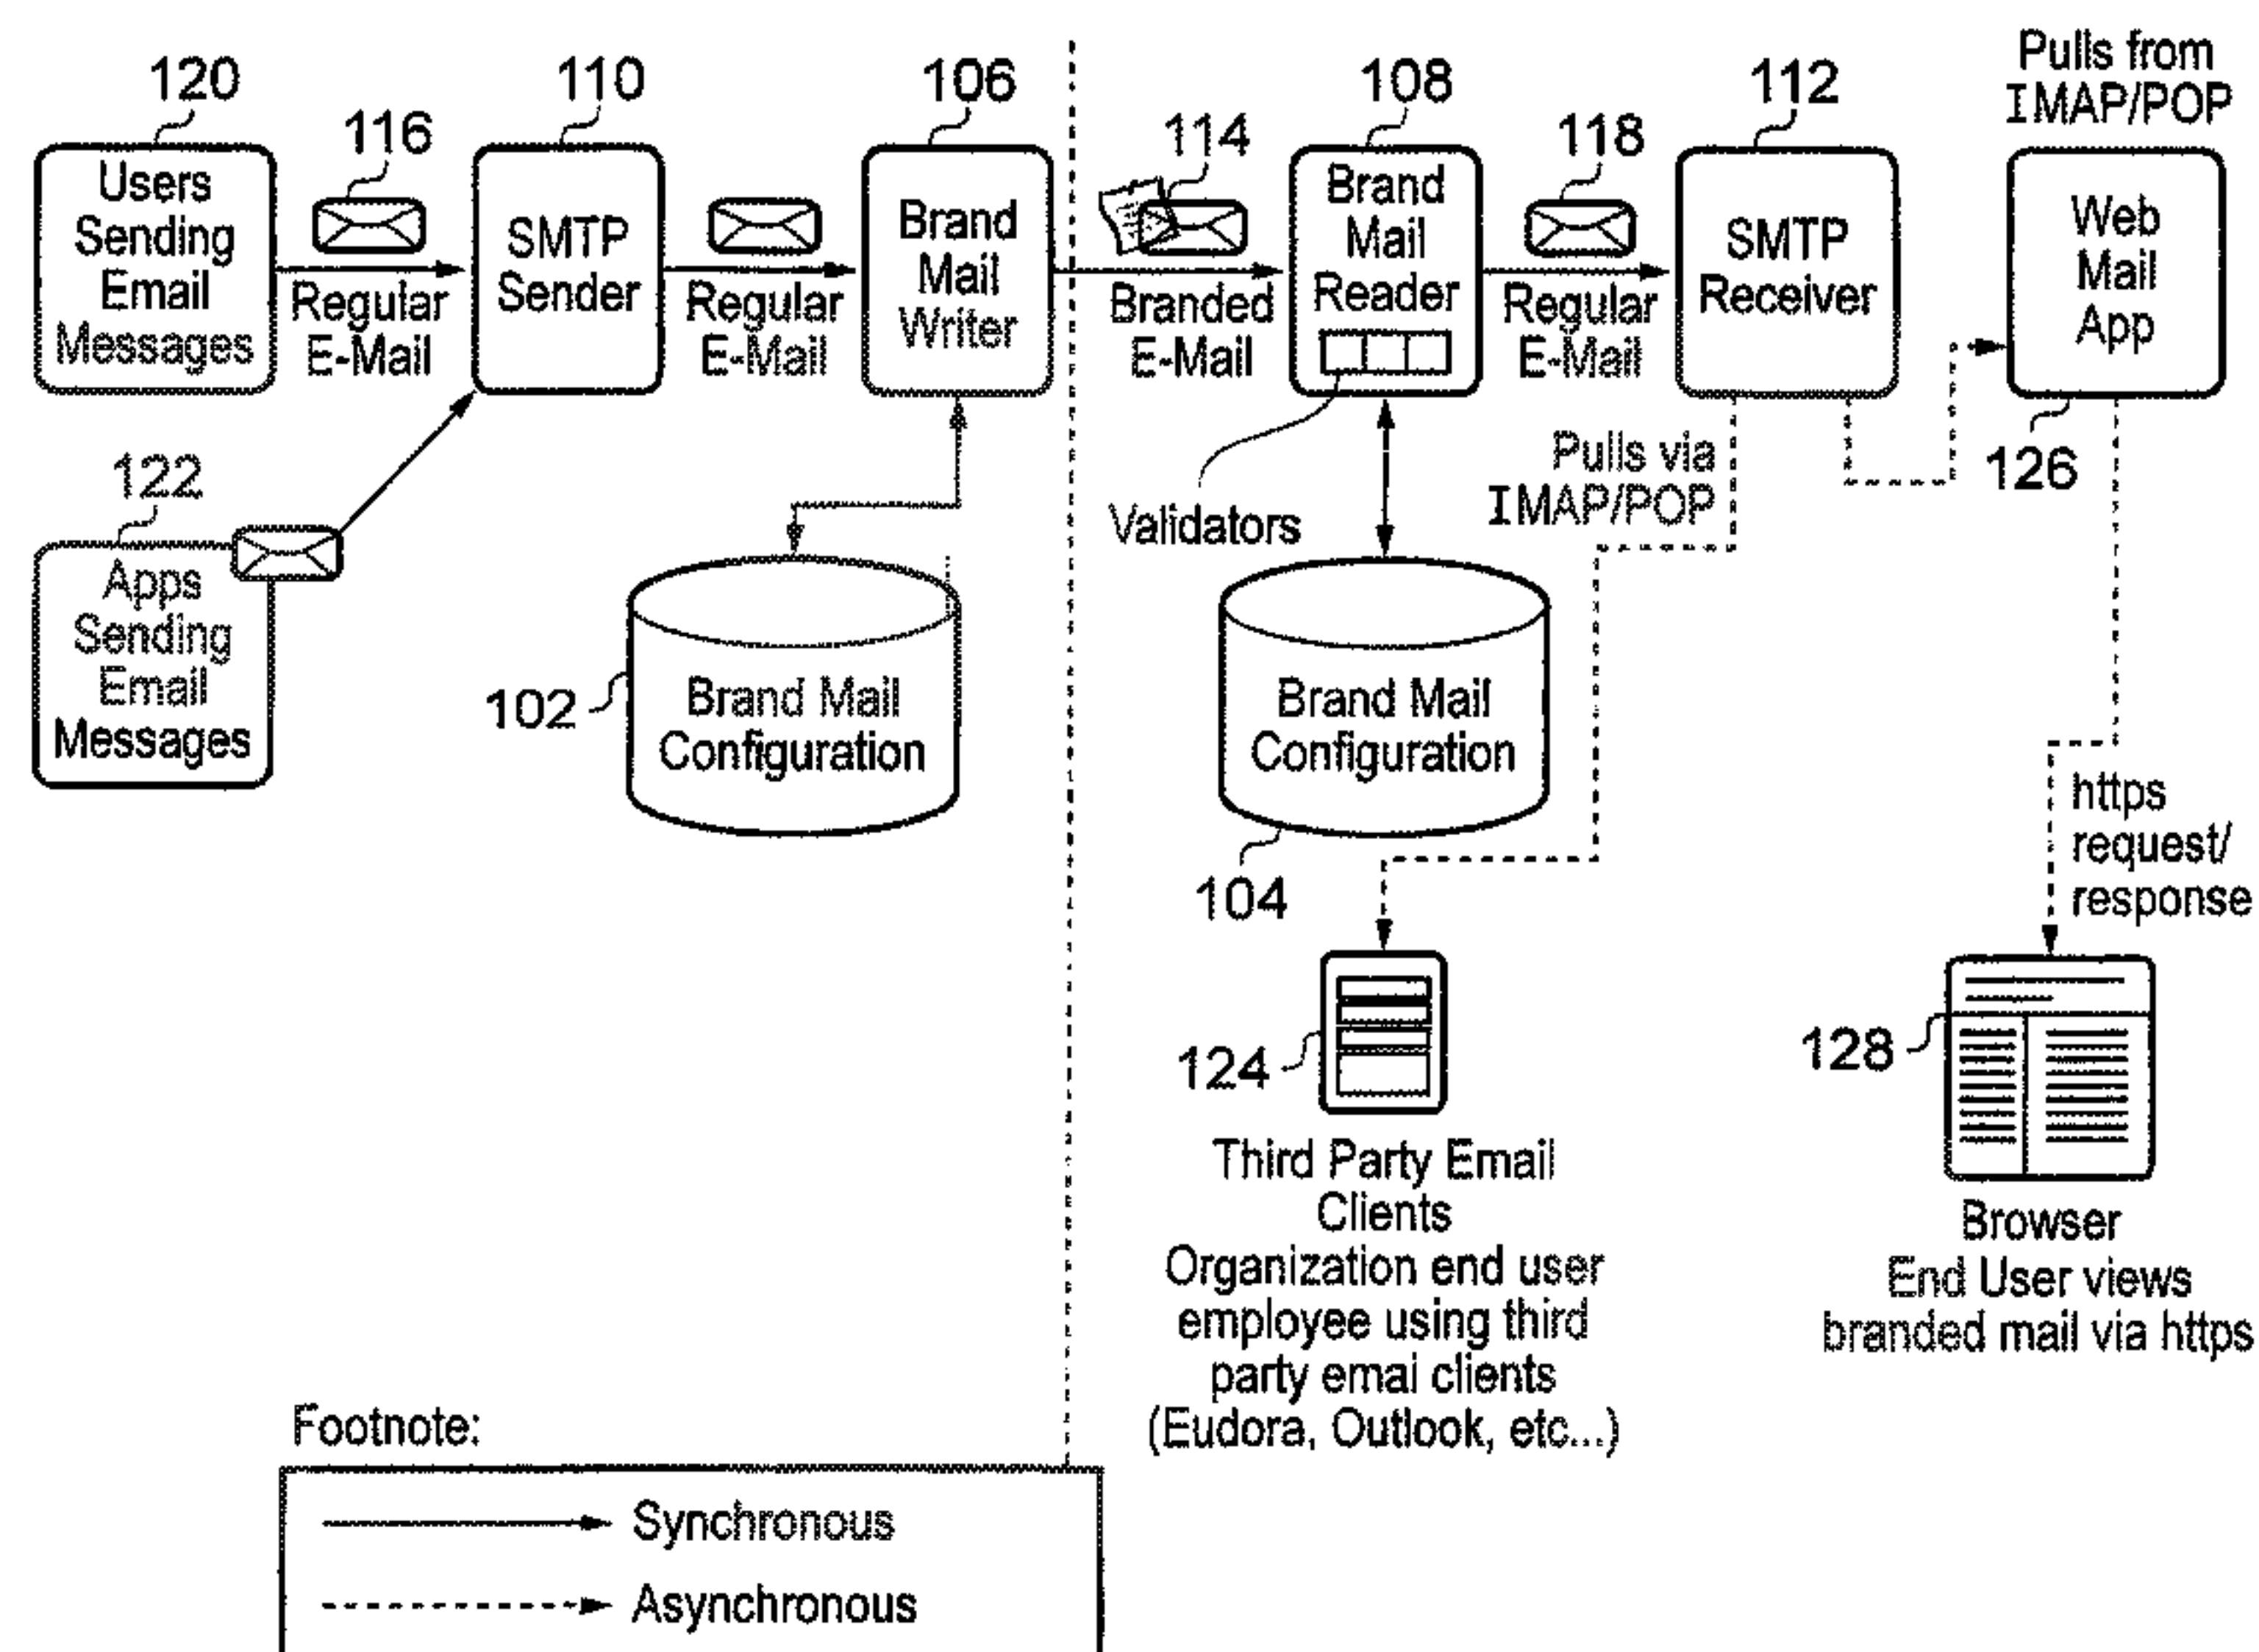 120
Users
Sending
Email
Messages
116
Regular
E-Mail
110
SMTP
Sender
Regular
E-Mail
106
Brand
Mail
Writer
114
Branded
E-Mail
108
Brand
Mail
Reader
118
Regular
E-Mail
112
SMTP
Receiver
Pulls from
IMAP/POP
Web
Mail
App
126
122
Apps
Sending
Email
Messages
102
Brand Mail
Configuration
Validators
Pulls via
IMAP/POP
Brand Mail
Configuration
104
https
request/
response
124
Third Party Email
Clients
Organization end user
employee using third
party emai clients
(Eudora, Outlook, etc...)
128
Browser
End User views
branded mail via https
Footnote:
Synchronous
Asynchronous